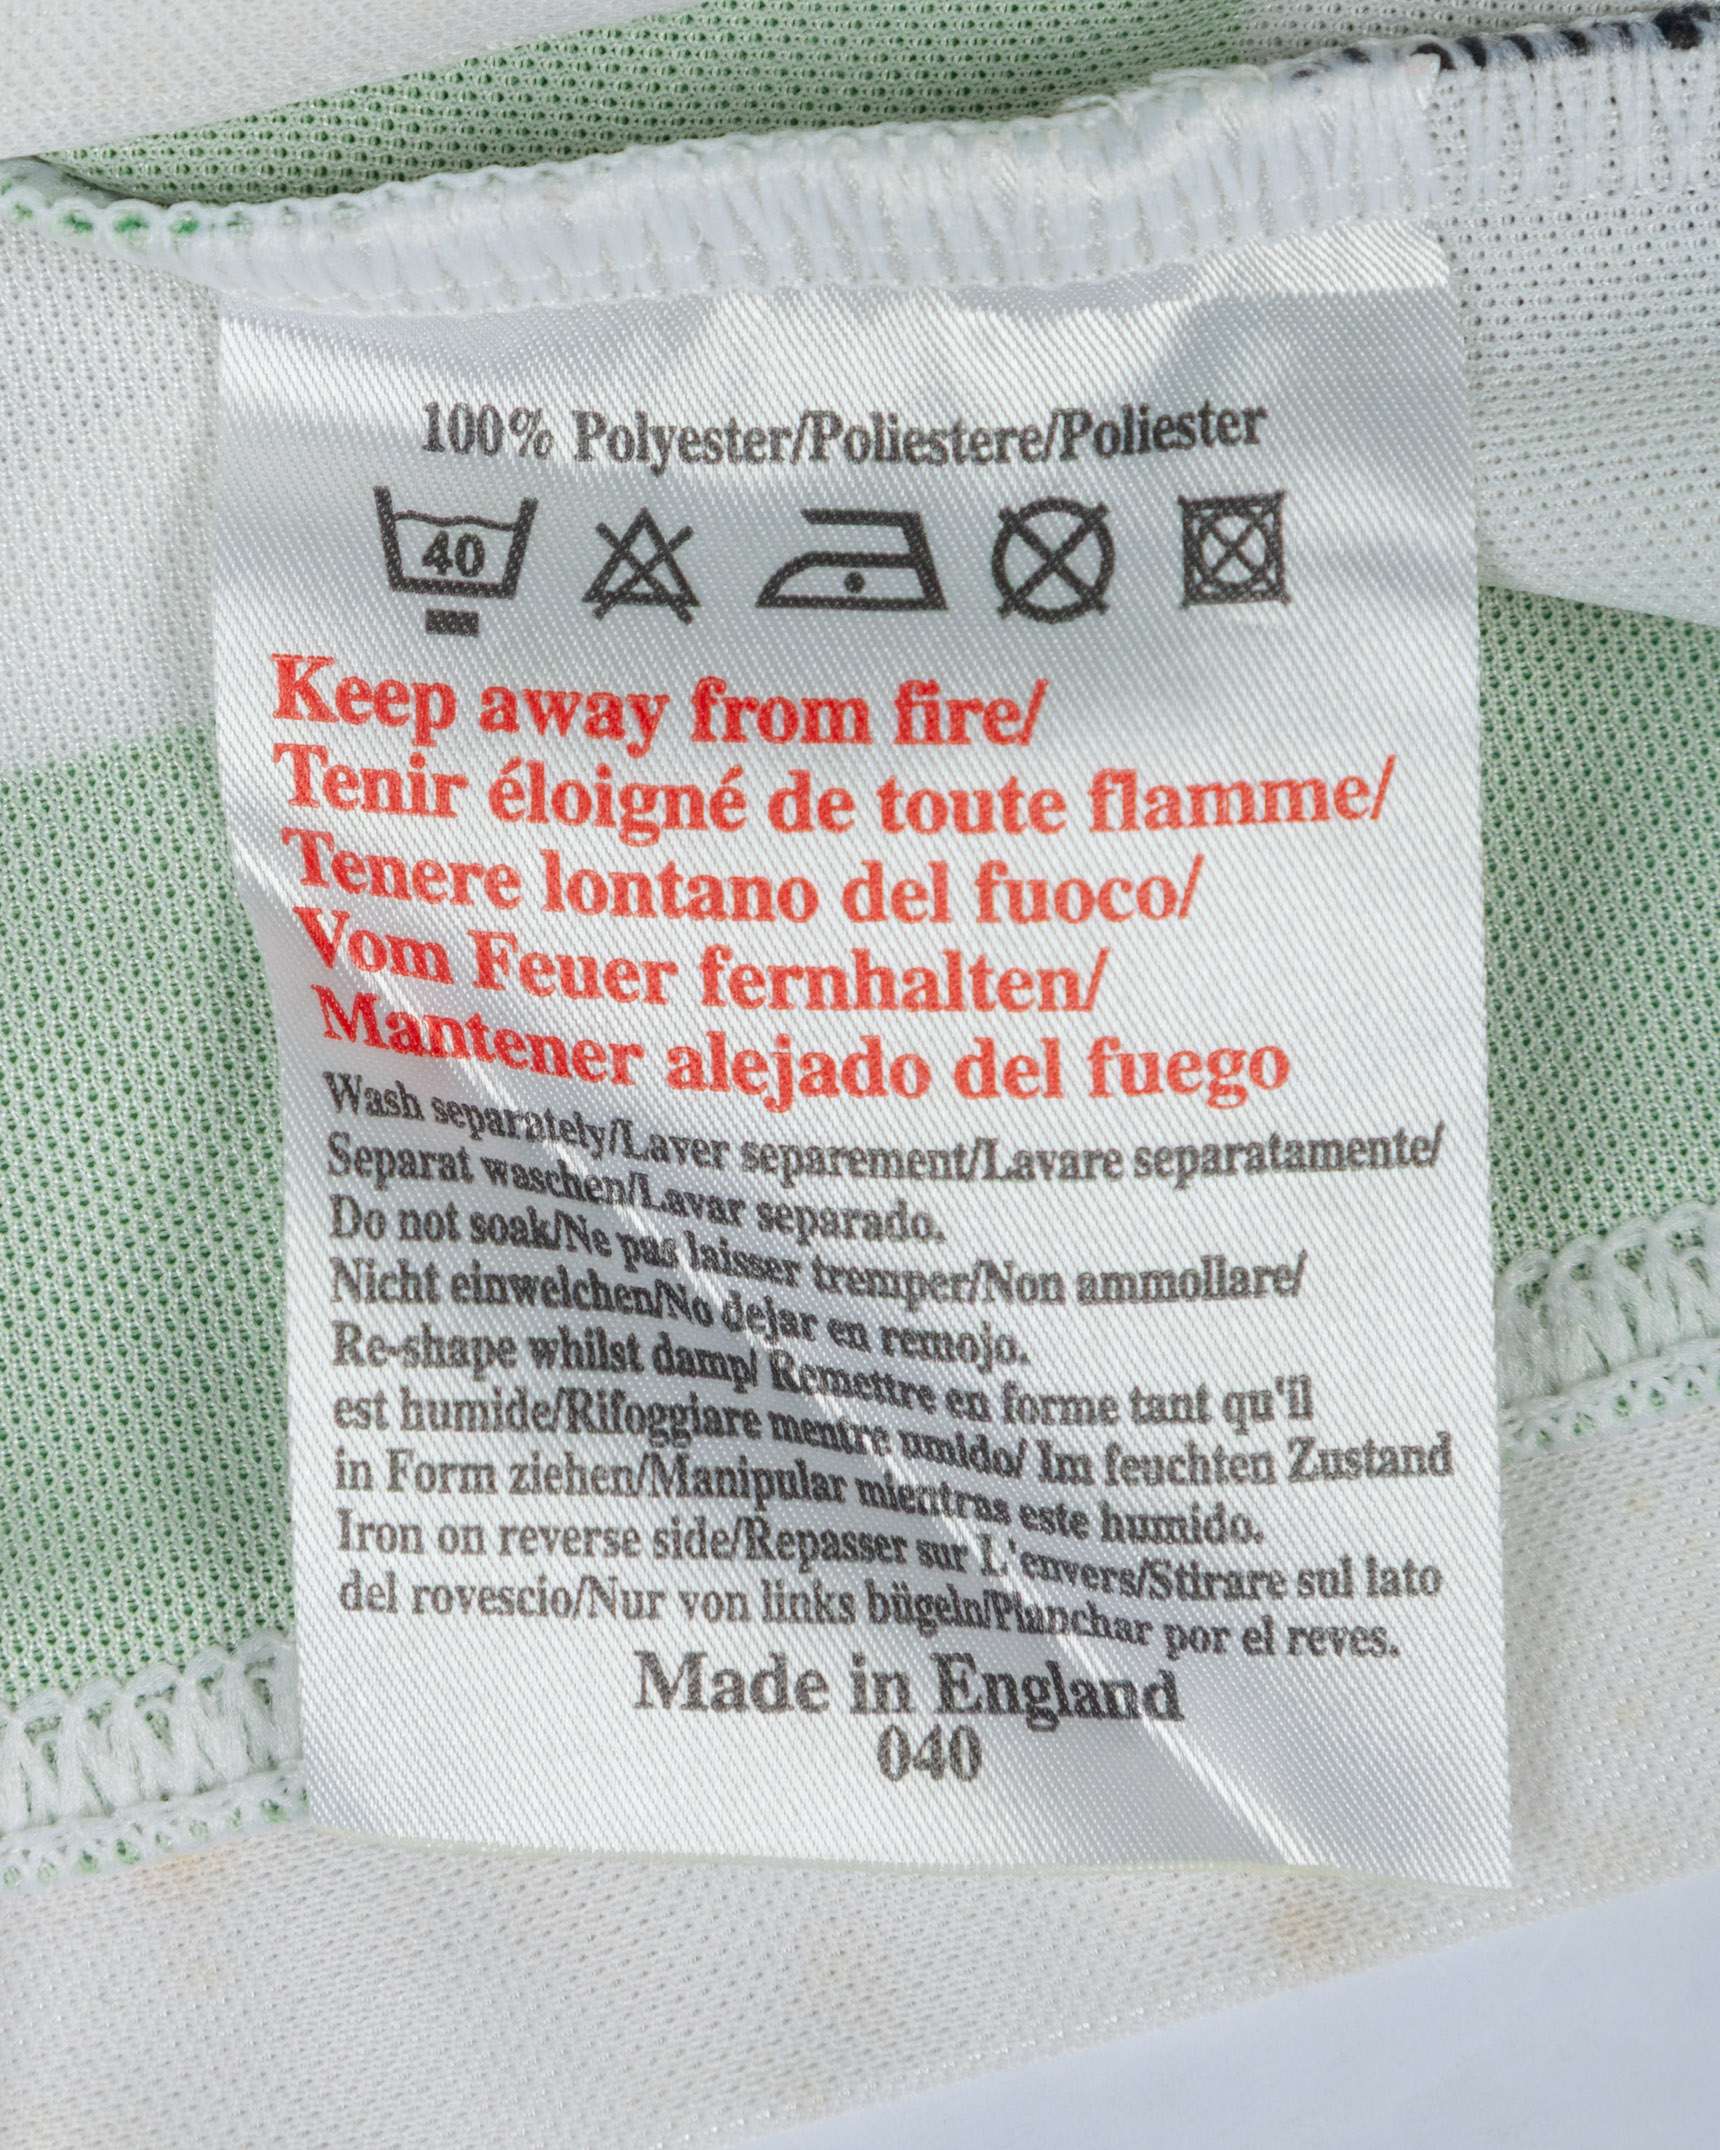 100% Polyester/Poliestere/Poliester
40
Keep away from fire/
Tenir éloigné de toute flamme/
Tenere lontano del fuoco/
Vom Feuer fernhalten/
Mantener alejado del fuego
Wash separately/Laver separement/Lavare separatamente/
Separat waschen/Lavar separado.
Do not soak/Ne pas laisser tremper/Non ammollare/
Nicht einwelchen/No dejar en remojo.
Re-shape whilst damp/ Remettre en forme tant qu'il
est humide/Rifoggiare mentre umido/ Im feuchten Zustand
in Form ziehen/Manipular mientras este humido.
Iron on reverse side/Repasser sur L'envers/Stirare sul lato
del rovescio/Nur von links bügeln/Planchar por el reves.
Made in England
040